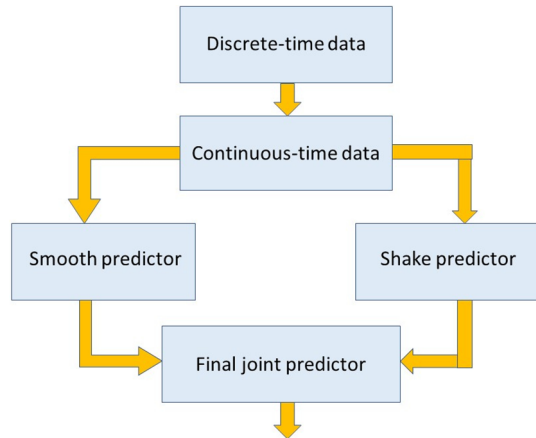 Discrete-time data
Continuous-time data
Smooth predictor
Shake predictor
Final joint predictor